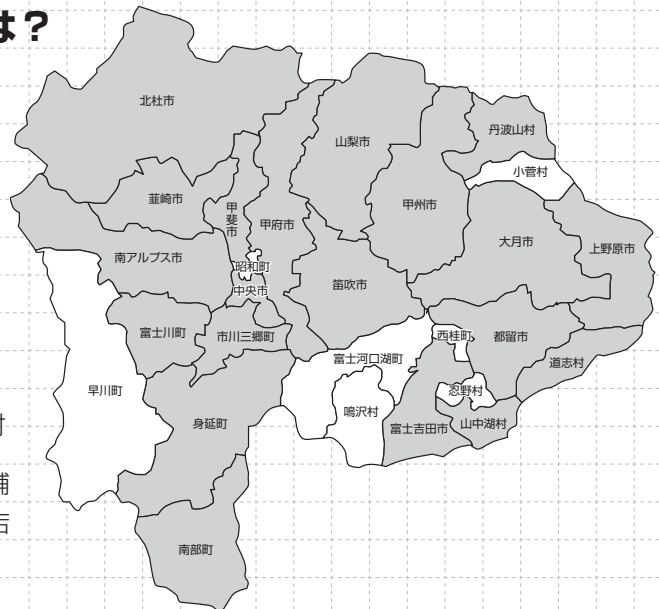 は？
北杜市
丹波山村
山梨市
小菅村
韮崎市
甲州市
甲斐市
甲府市
大月市
上野原市
南アルプス市
昭和町
笛吹市
中央市
富士川町
市川三郷町
西桂町
都留市
富士河口湖町
道志村
早川町
忍野村
鳴沢村
身延町
富士吉田市
山中湖村
村
舗
店
南部町